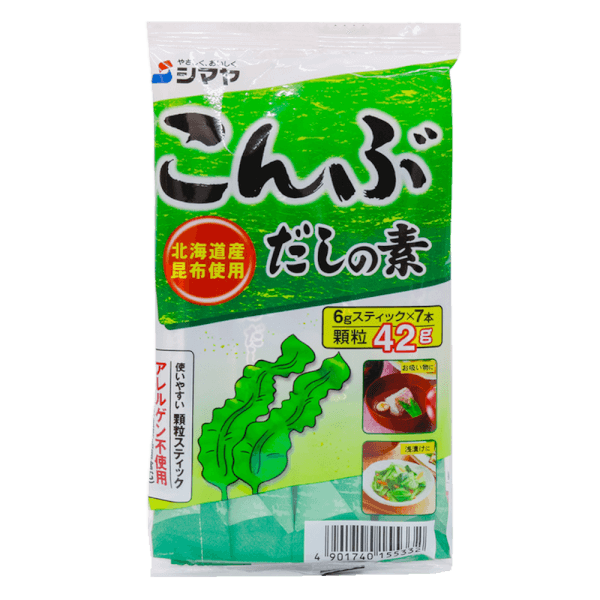 やさしく、おいしく
シマヤ
こんぶ
だしの素
北海道産
昆布使用
6gスティック×7本
顆粒 42g
お吸い物に
浅漬けに
使いやすい 顆粒スティック
アレルゲン不使用
4 901740 155332